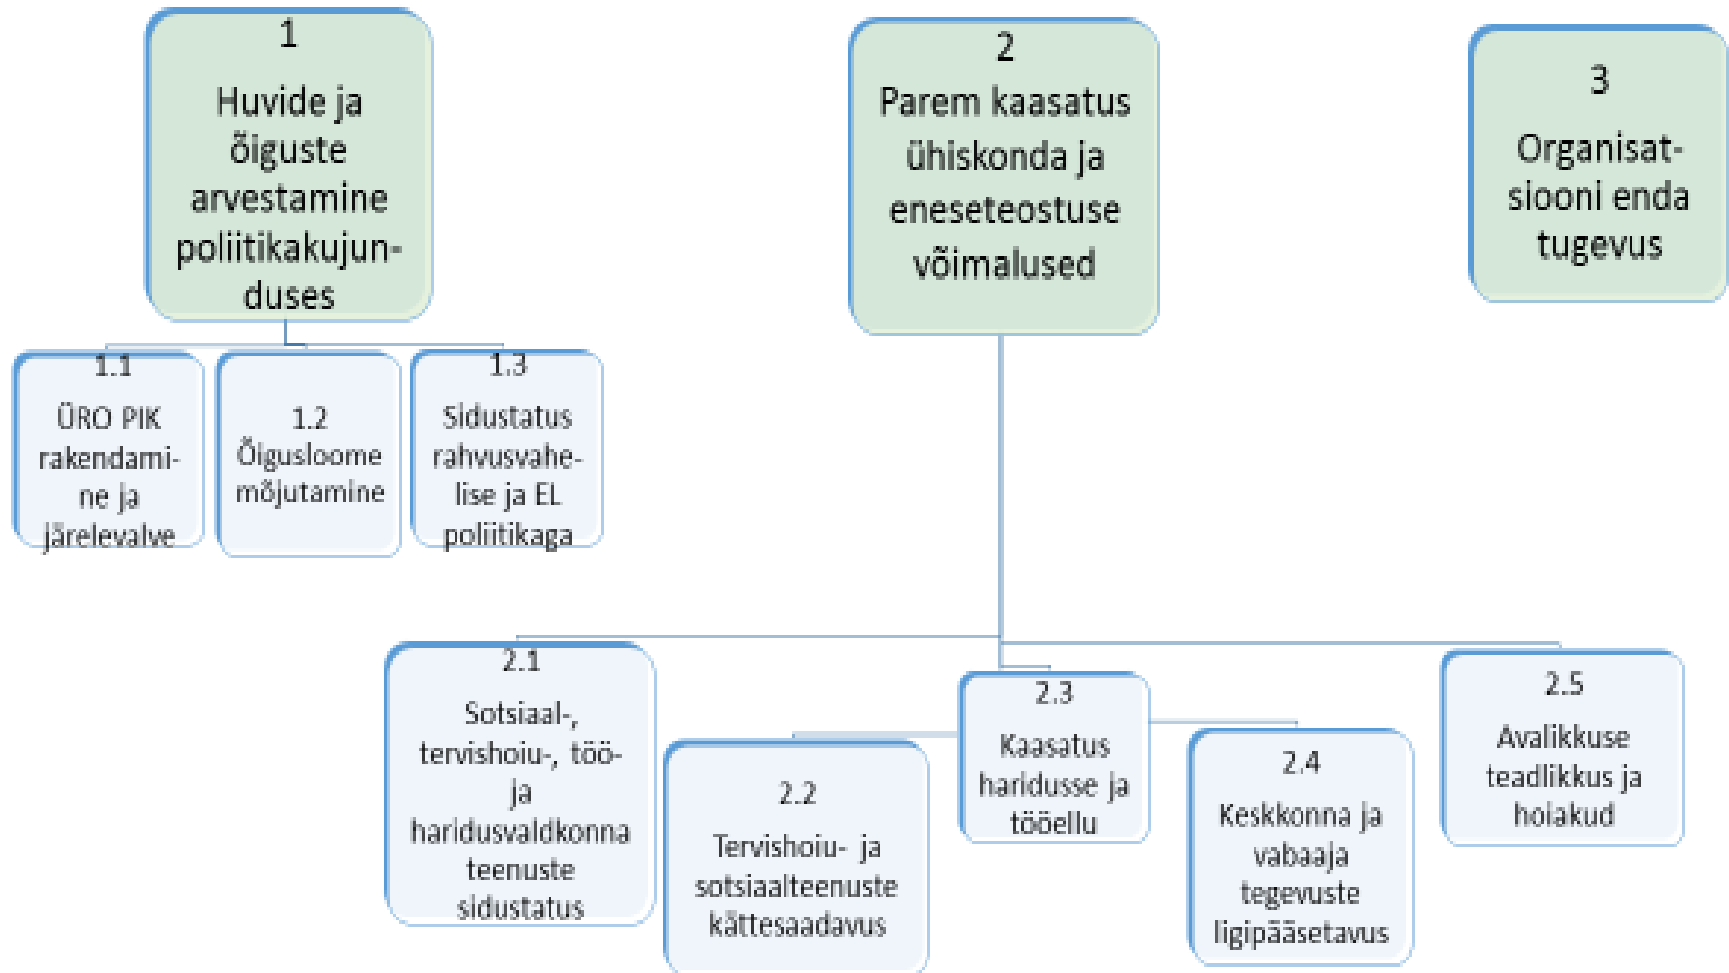 1
Huvide ja
õiguste
arvestamine
poliitikakujun-
duses
2
Parem kaasatus
ühiskonda ja
eneseteostuse
võimalused
3
Organisat-
siooni enda
tugevus
1.1
ÜRO PIK
rakendami-
ne ja
järelevalve
1.2
Õigusloome
mõjutamine
1.3
Sidustatus
rahvusvahe-
lise ja EL
poliitikaga
2.1
Sotsiaal-,
tervishoiu-, töö-
ja
haridusvaldkonna
teenuste
sidustatus
2.2
Tervishoiu- ja
sotsiaalteenuste
kättesaadavus
2.3
Kaasatus
haridusse ja
tööellu
2.4
Keskkonna ja
vabaaja
tegevuste
ligipääsetavus
2.5
Avalikkuse
teadlikkus ja
hoiakud